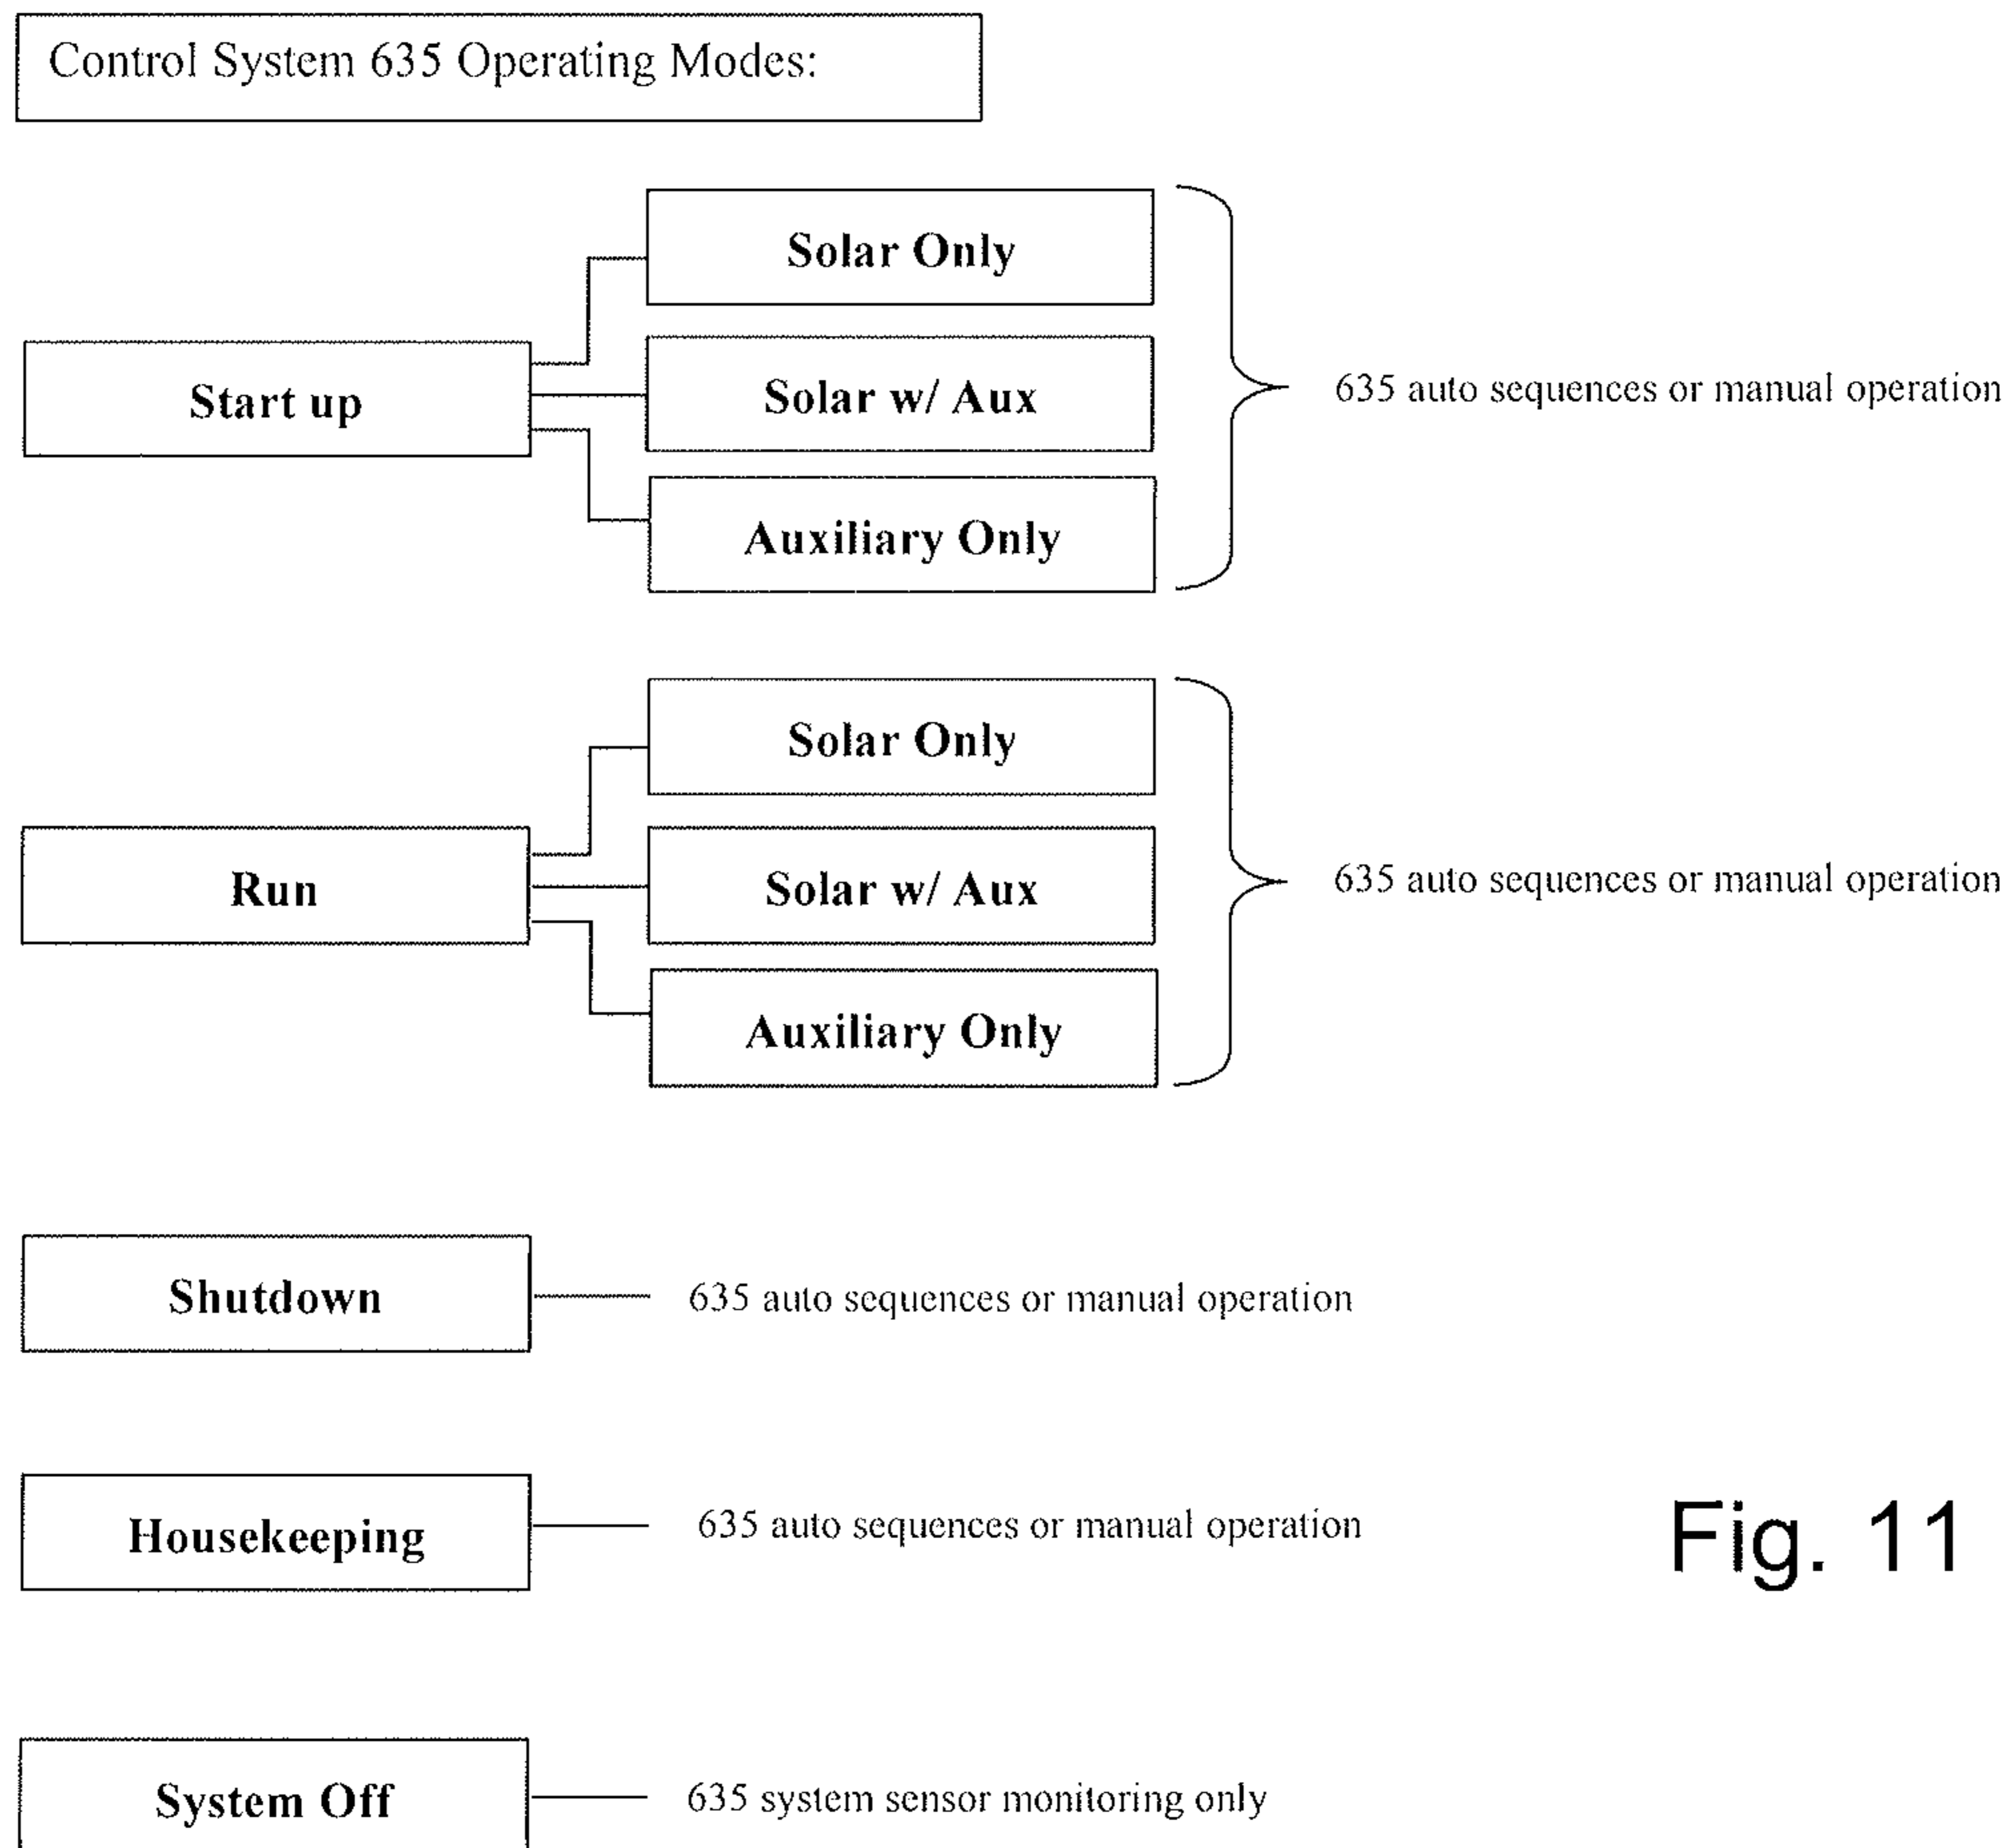 Control System 635 Operating Modes:
Solar Only
Start up
Solar w/ Aux
635 auto sequences or manual operation
Auxiliary Only
Solar Only
Run
Solar w/ Aux
635 auto sequences or manual operation
Auxiliary Only
Shutdown
635 auto sequences or manual operation
Housekeeping
635 auto sequences or manual operation
Fig. 11
System Off
635 system sensor monitoring only